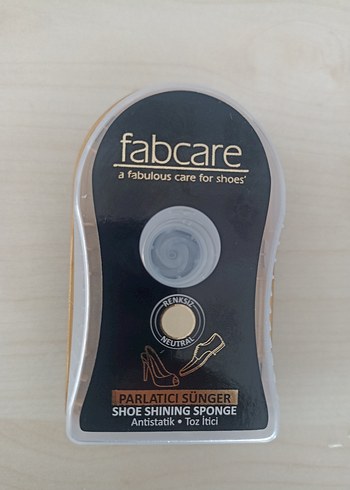 fabcare
a fabulous care for shoes®
RENKSİZ
NEUTRAL
PARLATICI SÜNGER
SHOE SHINING SPONGE
Antistatik • Toz İtici